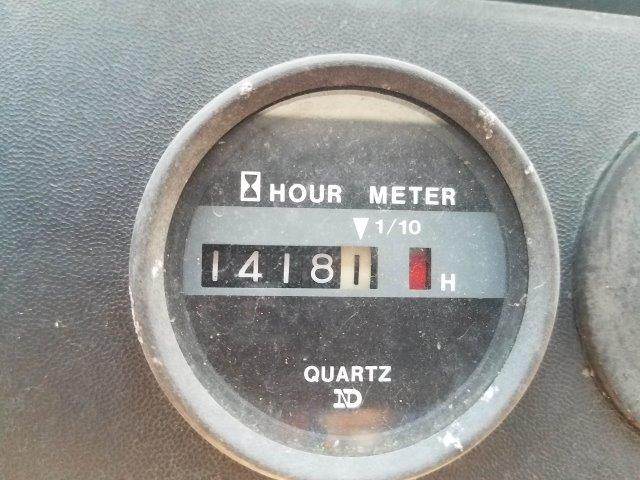 HOUR METER
1/10
14181 H
QUARTZ
ND